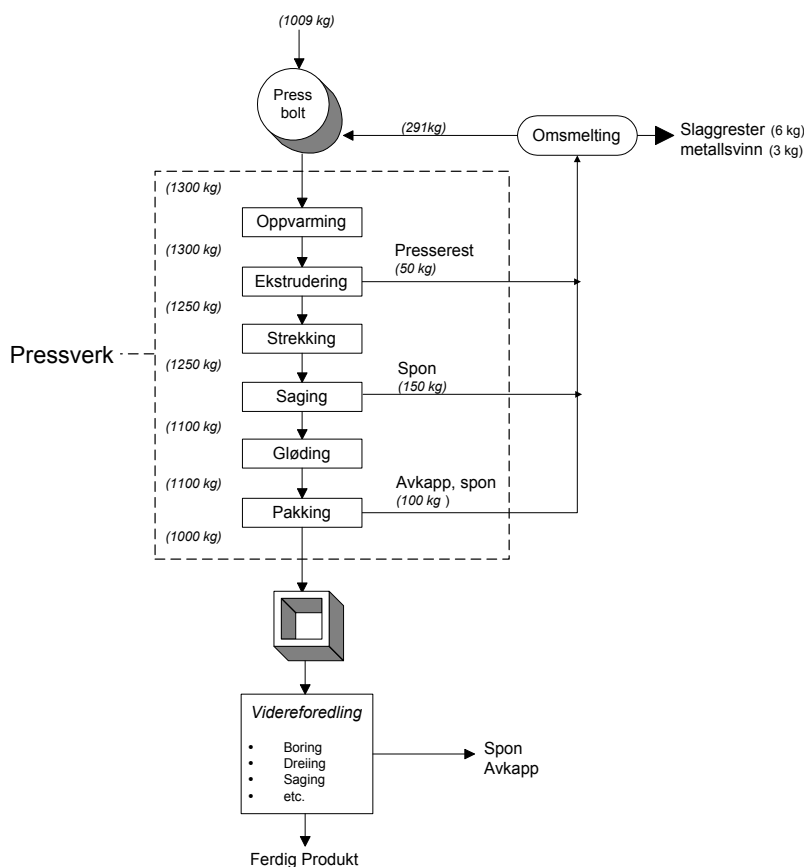 (1009 kg)
Press
bolt
(291kg)
Omsmelting
Slaggrester (6 kg)
metallsvinn (3 kg)
(1300 kg)
Oppvarming
(1300 kg)
Presserest
(50 kg)
Ekstrudering
(1250 kg)
Strekking
Pressverk
(1250 kg)
Spon
(150 kg)
Saging
(1100 kg)
Gløding
(1100 kg)
Avkapp, spon
(100 kg )
Pakking
(1000 kg)
Videreforedling
• Boring
• Dreiing
• Saging
• etc.
Spon
Avkapp
Ferdig Produkt